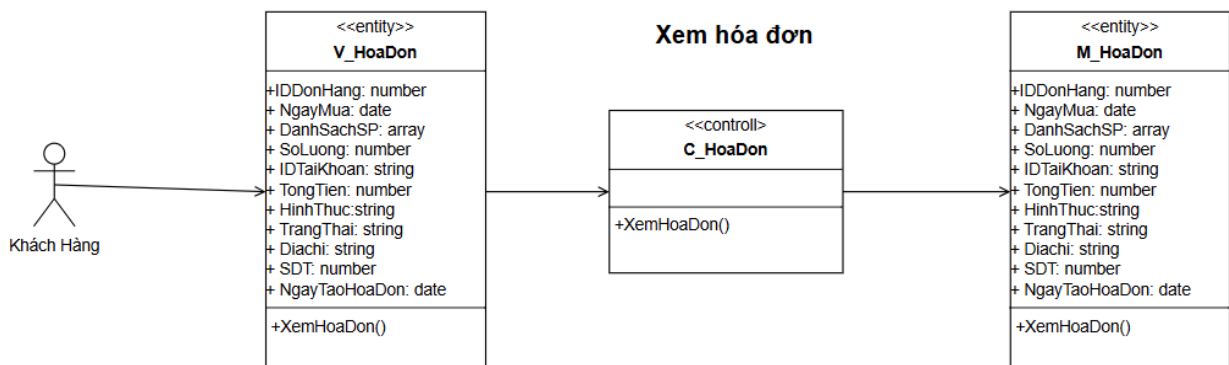 Xem hóa đơn
Khách Hàng
<<entity>>
V_HoaDon
+IDDonHang: number
+ NgayMua: date
+ DanhSachSP: array
+ SoLuong: number
+ IDTaiKhoan: string
+ TongTien: number
+ HinhThuc:string
+ TrangThai: string
+ Diachi: string
+ SDT: number
+ NgayTaoHoaDon: date
+XemHoaDon()
<<controll>
C_HoaDon
+XemHoaDon()
<<entity>>
M_HoaDon
+IDDonHang: number
+ NgayMua: date
+ DanhSachSP: array
+ SoLuong: number
+ IDTaiKhoan: string
+ TongTien: number
+ HinhThuc:string
+ TrangThai: string
+ Diachi: string
+ SDT: number
+ NgayTaoHoaDon: date
+XemHoaDon()